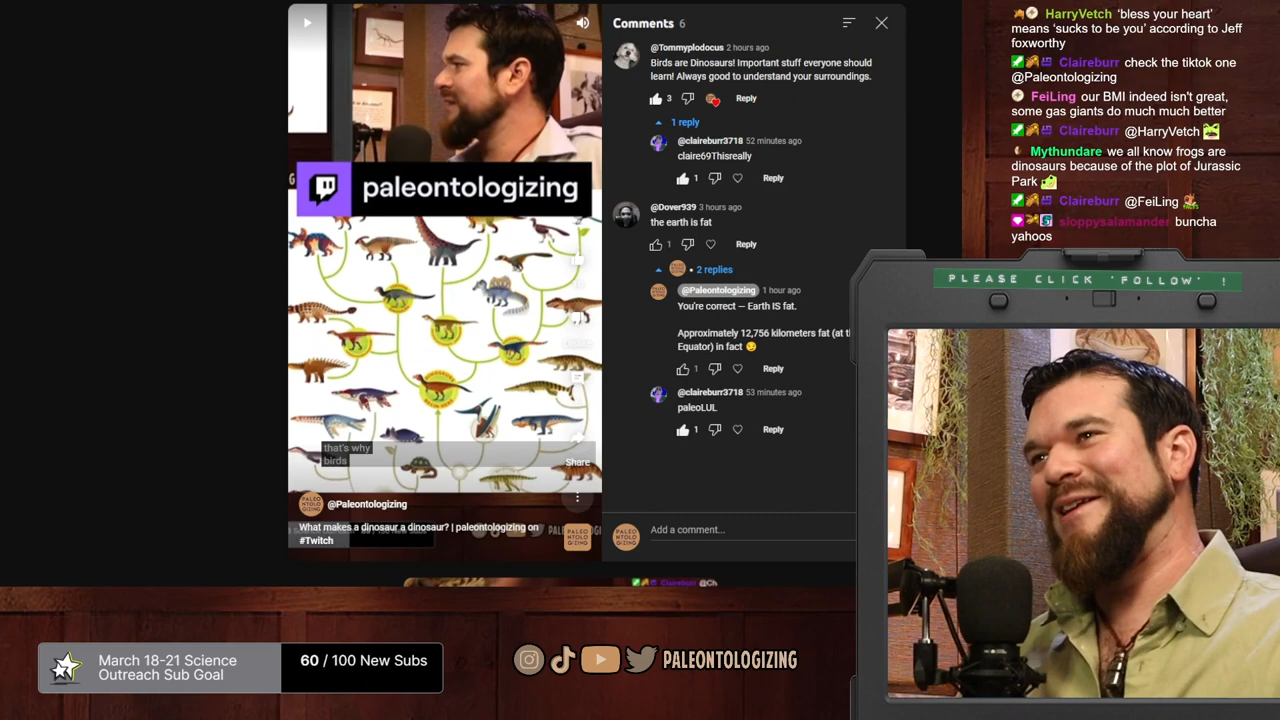 Comments 6
@Tommyplodocus 2 hours ago
Birds are Dinosaurs! Important stuff everyone should
learn! Always good to understand your surroundings.
3
Reply
1 reply
@claireburr3718 52 minutes ago
claire69Thisreally
1
Reply
@Dover939 3 hours ago
the earth is fat
1
Reply
2 replies
@Paleontologizing 1 hour ago
You're correct — Earth IS fat.
Approximately 12,756 kilometers fat (at
Equator) in fact
1
Reply
@claireburr3718 53 minutes ago
paleoLUL
1
Reply
Add a comment...
paleontologizing
that's why
birds
Share
PALEO
NTOLO
GIZING
@Paleontologizing
What makes a dinosaur a dinosaur? | paleontologizing on
#Twitch
HarryVetch 'bless your heart'
means 'sucks to be you' according to Jeff
foxworthy
Claireburr check the tiktok one
@Paleontologizing
FeiLing our BMI indeed isn't great,
some gas giants do much much better
Claireburr @HarryVetch
Mythundare we all know frogs are
dinosaurs because of the plot of Jurassic
Park
Claireburr @FeiLing
sloppysalamander buncha
yahoos
PLEASE CLICK 'FOLLOW' !
Claireburr @Ch
March 18-21 Science
Outreach Sub Goal
60 / 100 New Subs
PALEONTOLOGIZING